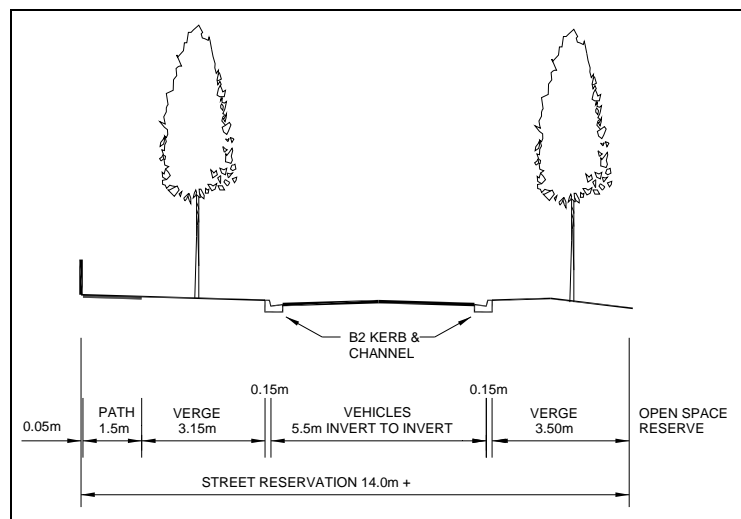 B2 KERB &
CHANNEL
0.15m
0.15m
0.05m
PATH
1.5m
VERGE
3.15m
VEHICLES
5.5m INVERT TO INVERT
VERGE
3.50m
OPEN SPACE
RESERVE
STREET RESERVATION 14.0m +